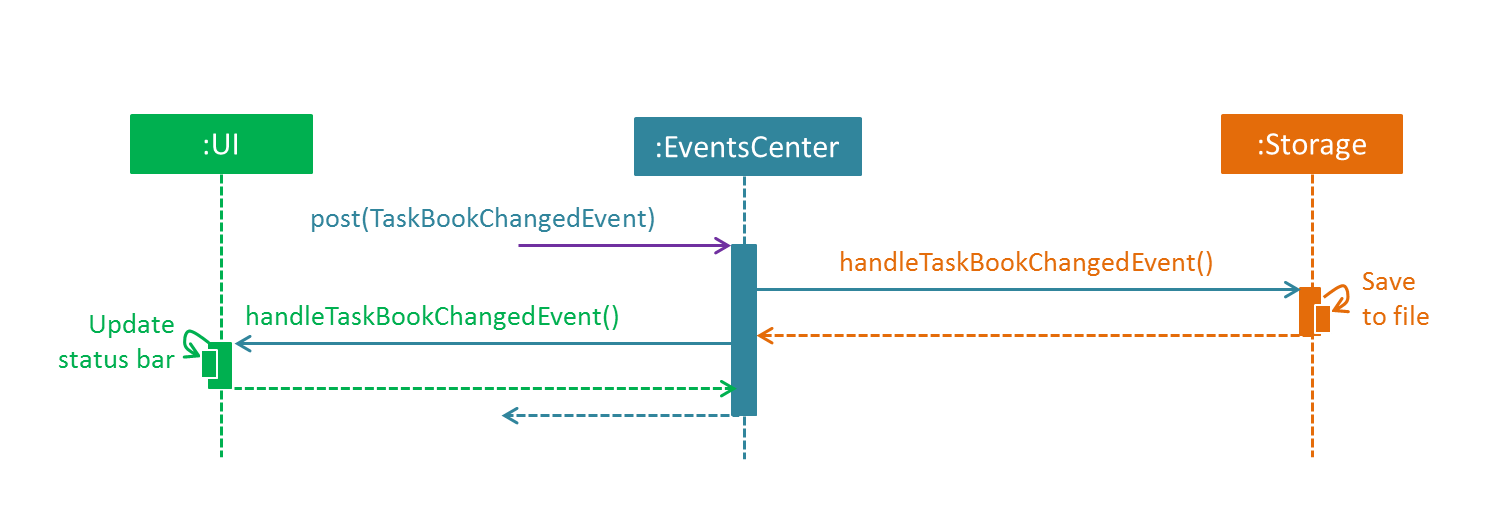 :UI
:EventsCenter
:Storage
post(TaskBookChangedEvent)
handleTaskBookChangedEvent()
Save
to file
handleTaskBookChangedEvent()
Update
status bar